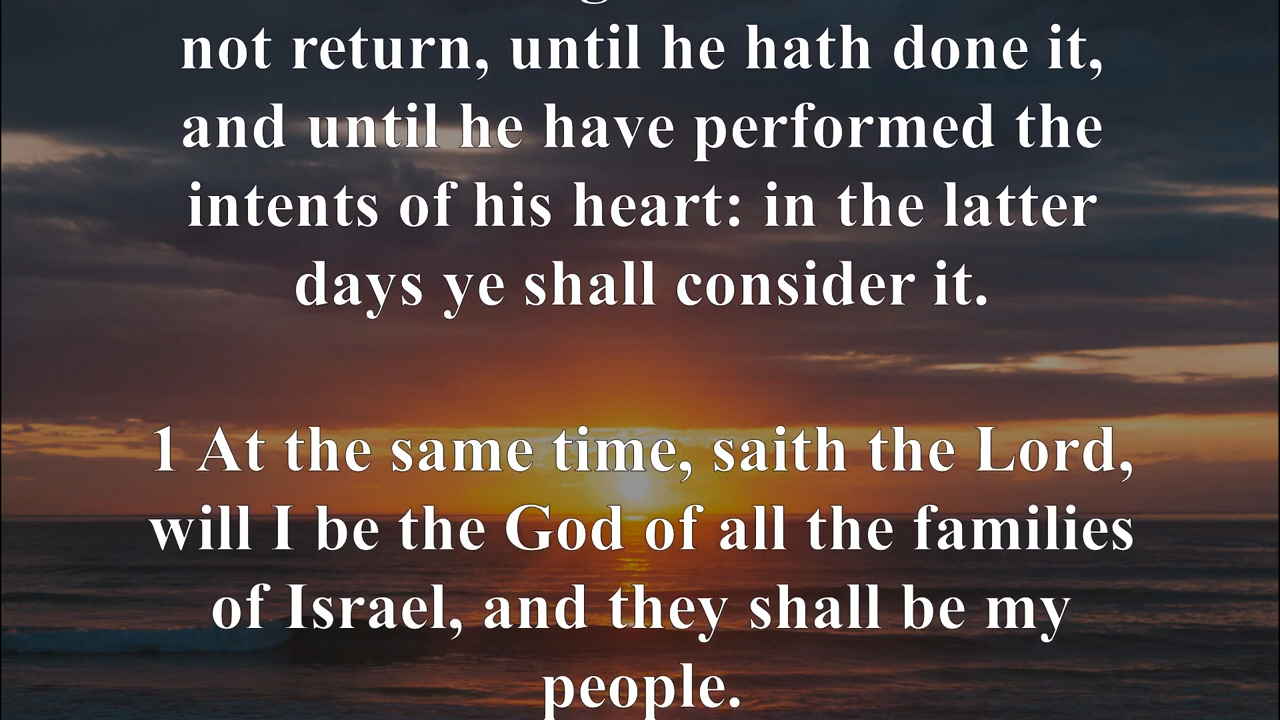 not return, until he hath done it,
and until he have performed the
intents of his heart: in the latter
days ye shall consider it.
1 At the same time, saith the Lord,
will I be the God of all the families
of Israel, and they shall be my
people.